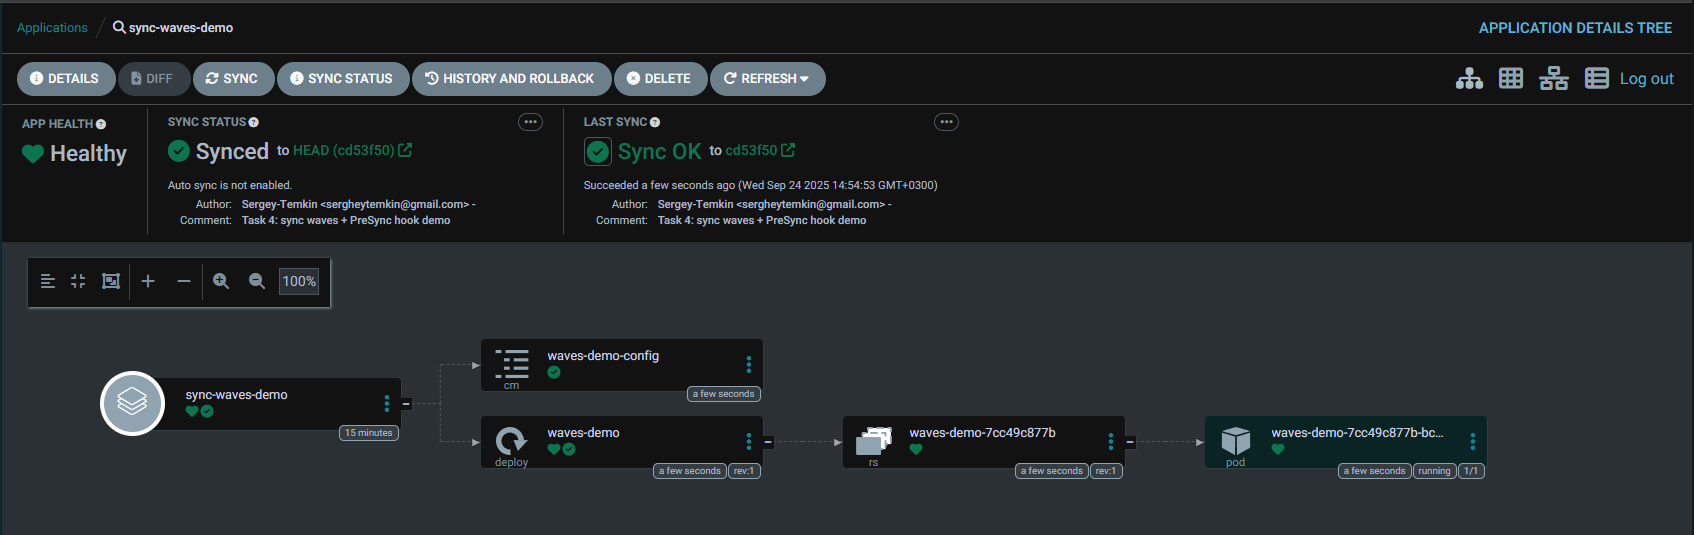 Applications / sync-waves-demo
APPLICATION DETAILS TREE
DETAILS
DIFF
SYNC
SYNC STATUS
HISTORY AND ROLLBACK
DELETE
REFRESH
Log out
APP HEALTH
Healthy
SYNC STATUS
Synced to HEAD (cd53f50)
Auto sync is not enabled.
Author: Sergey-Temkin <sergheytemkin@gmail.com> -
Comment: Task 4: sync waves + PreSync hook demo
LAST SYNC
Sync OK to cd53f50
Succeeded a few seconds ago (Wed Sep 24 2025 14:54:53 GMT+0300)
Author: Sergey-Temkin <sergheytemkin@gmail.com> -
Comment: Task 4: sync waves + PreSync hook demo
100%
sync-waves-demo
15 minutes
waves-demo-config
cm
a few seconds
waves-demo
deploy
a few seconds
rev:1
waves-demo-7cc49c877b
rs
a few seconds
rev:1
waves-demo-7cc49c877b-bc...
pod
a few seconds
running
1/1